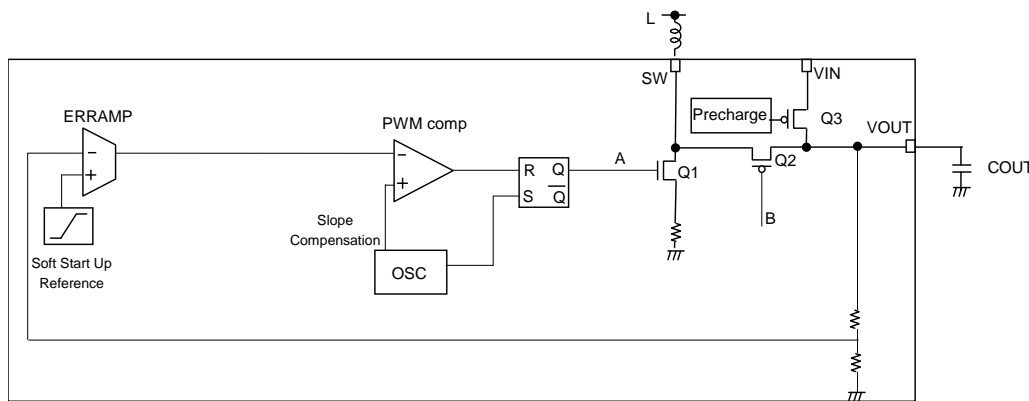 L
SW
VIN
ERRAMP
Precharge
Q3
PWM comp
VOUT
A
R Q
S Q
Q1
Q2
COUT
B
Slope
Compensation
OSC
Soft Start Up
Reference